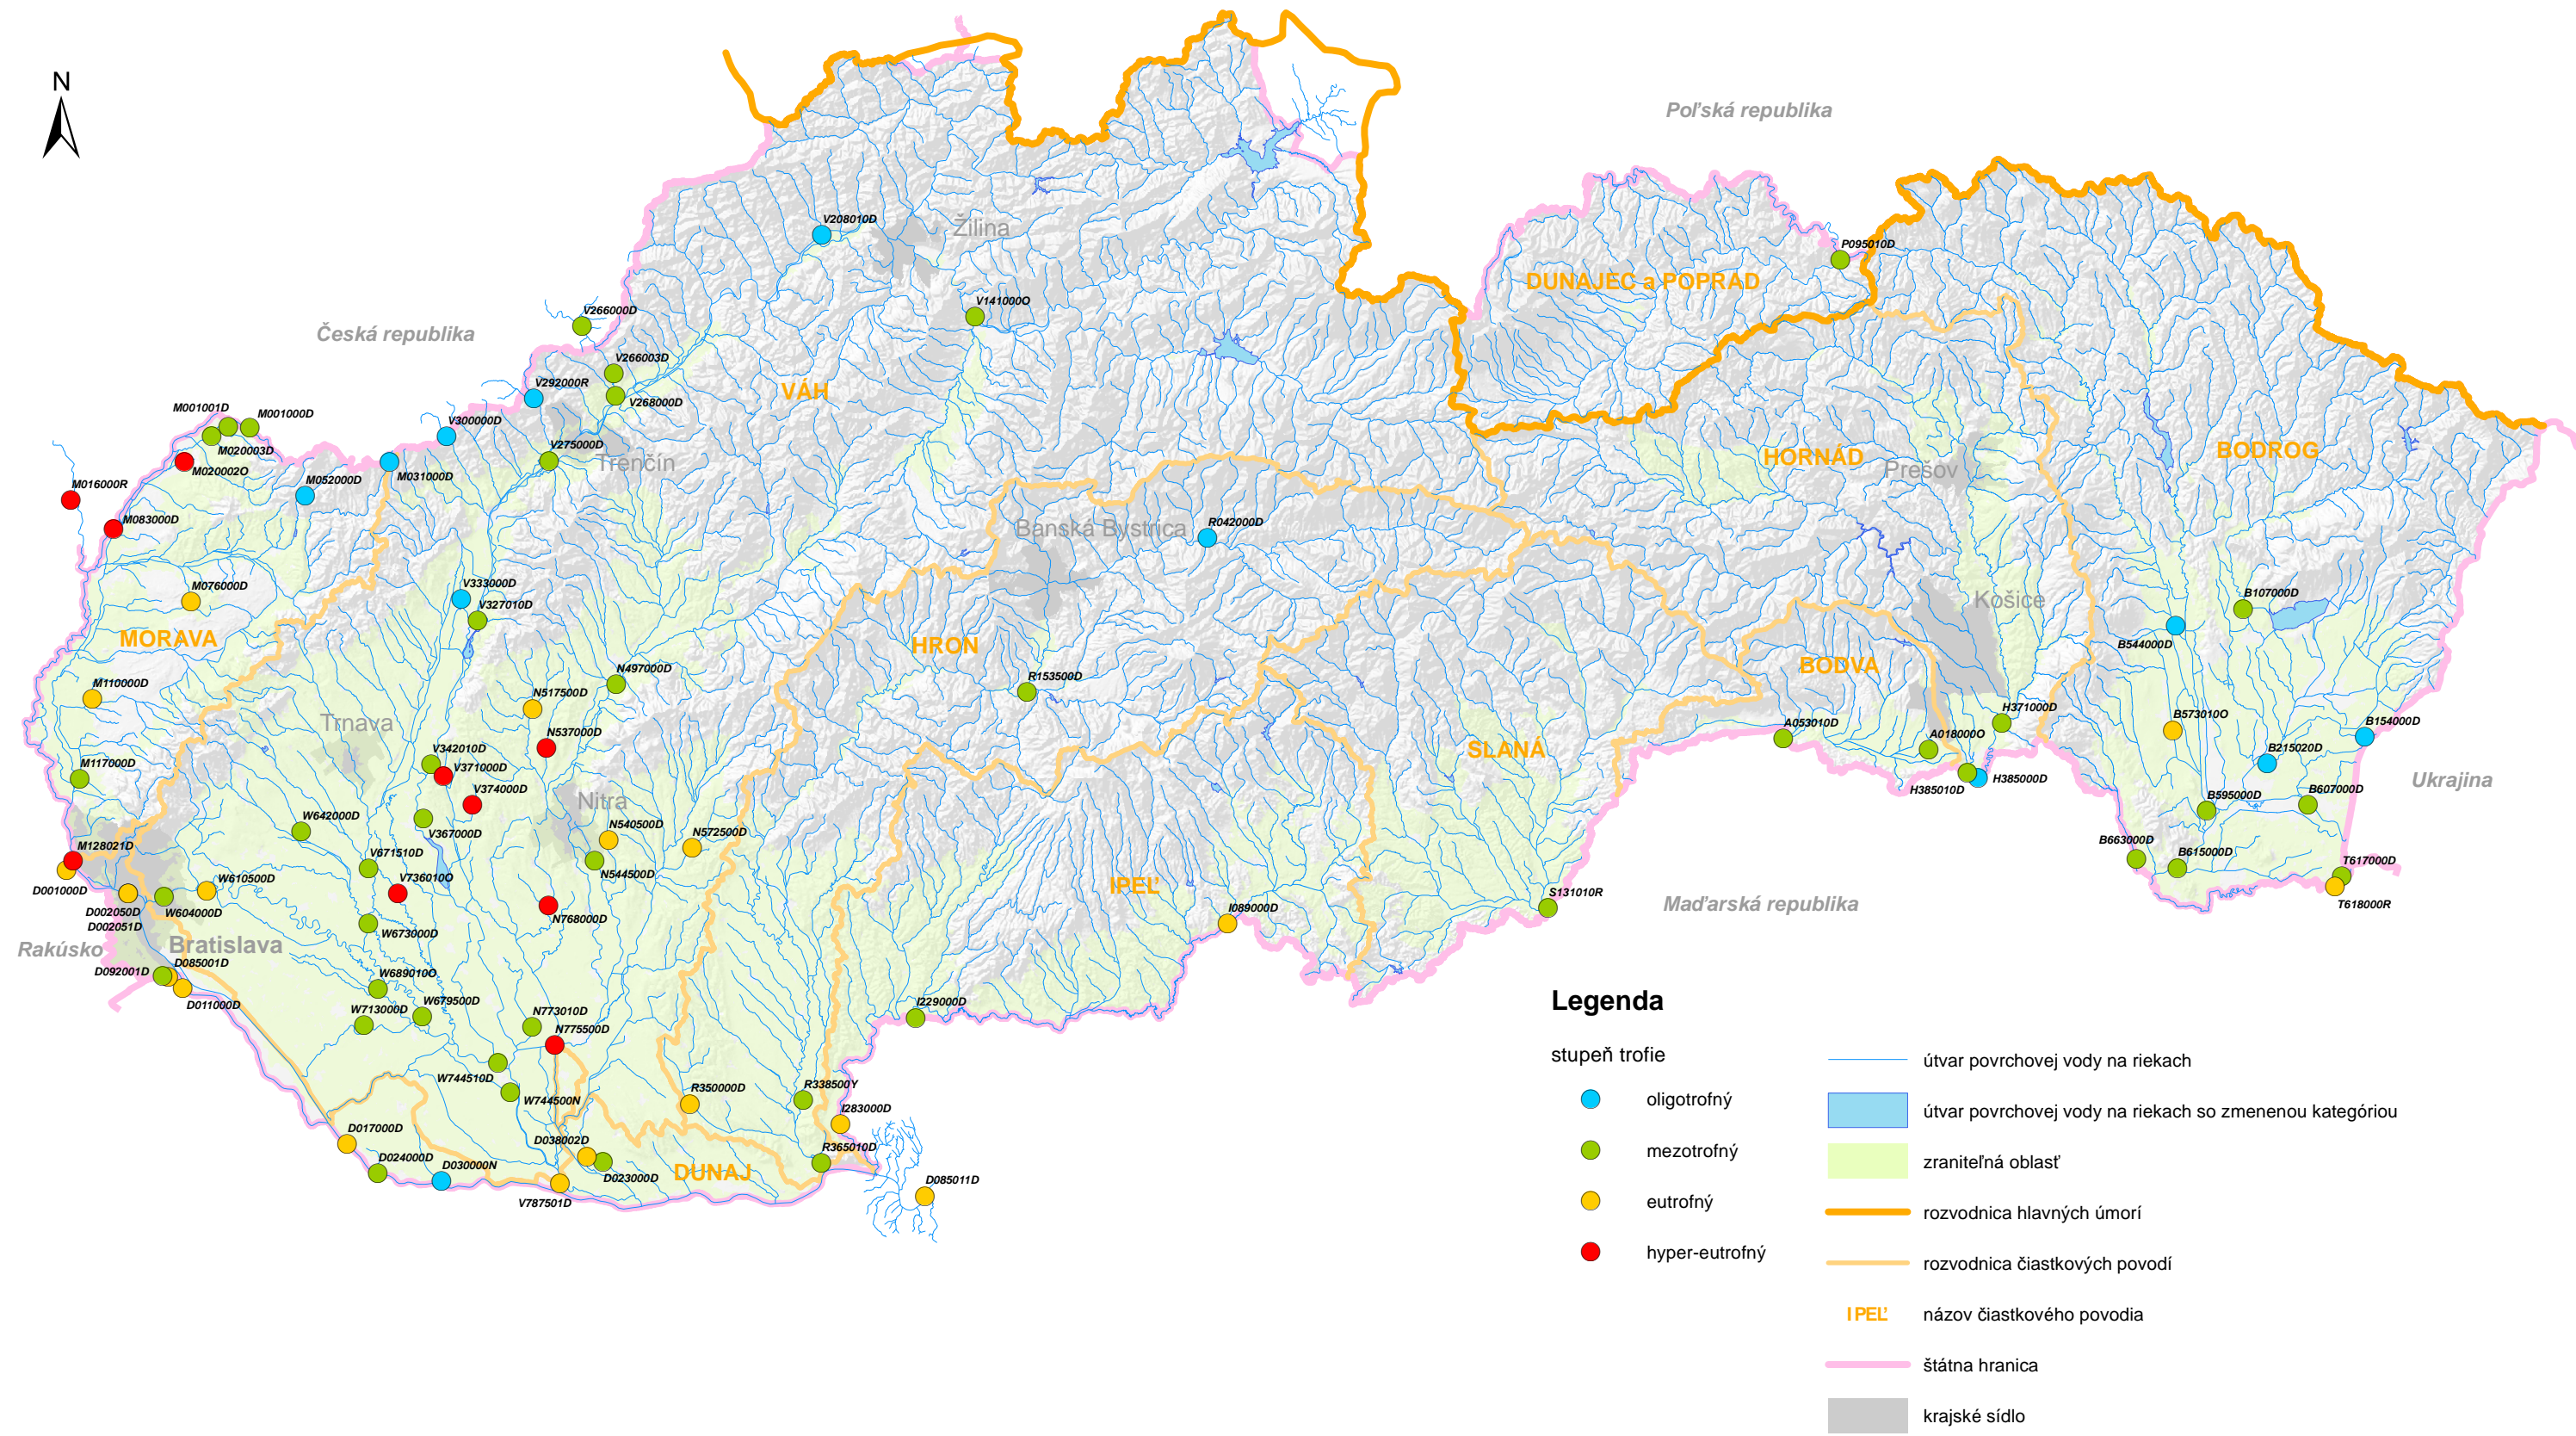 N
Poľská republika
V208010D
Žilina
P095010D
DUNAJEC a POPRAD
V141000O
V266000D
Česká republika
V266003D
V292000R
VÁH
V268000D
M001001D
M001000D
V300000D
V275000D
M020003D
Trenčín
BODROG
HORNÁD
M020002O
M031000D
Prešov
M052000D
M016000R
M083000D
Banská Bystrica
R042000D
M076000D
V333000D
V327010D
Košice
B107000D
MORAVA
HRON
B544000D
BODVA
N497000D
R153500D
M110000D
N517500D
H371000D
B573010O
B154000D
Trnava
N537000D
A053010D
A018000O
SLANÁ
V342010D
B215020D
M117000D
V371000D
H385000D
Ukrajina
V374000D
H385010D
Nitra
B595000D
B607000D
W642000D
V367000D
N540500D
N572500D
M128021D
V671510D
B663000D
B615000D
T617000D
N544500D
V736010O
W610500D
IPEĽ
D001000D
S131010R
Maďarská republika
T618000R
D002050D
W604000D
I089000D
N768000D
D002051D
W673000D
Rakúsko
Bratislava
D085001D
D092001D
W689010O
D011000D
W679500D
I229000D
Legenda
W713000D
N773010D
N775500D
stupeň trofie
útvar povrchovej vody na riekach
W744510D
R350000D
R338500Y
W744500N
oligotrofný
útvar povrchovej vody na riekach so zmenenou kategóriou
I283000D
D017000D
D038002D
R365010D
mezotrofný
zraniteľná oblasť
D024000D
D030000N
D023000D
DUNAJ
D085011D
V787501D
eutrofný
rozvodnica hlavných úmorí
hyper-eutrofný
rozvodnica čiastkových povodí
IPEĽ
názov čiastkového povodia
štátna hranica
krajské sídlo